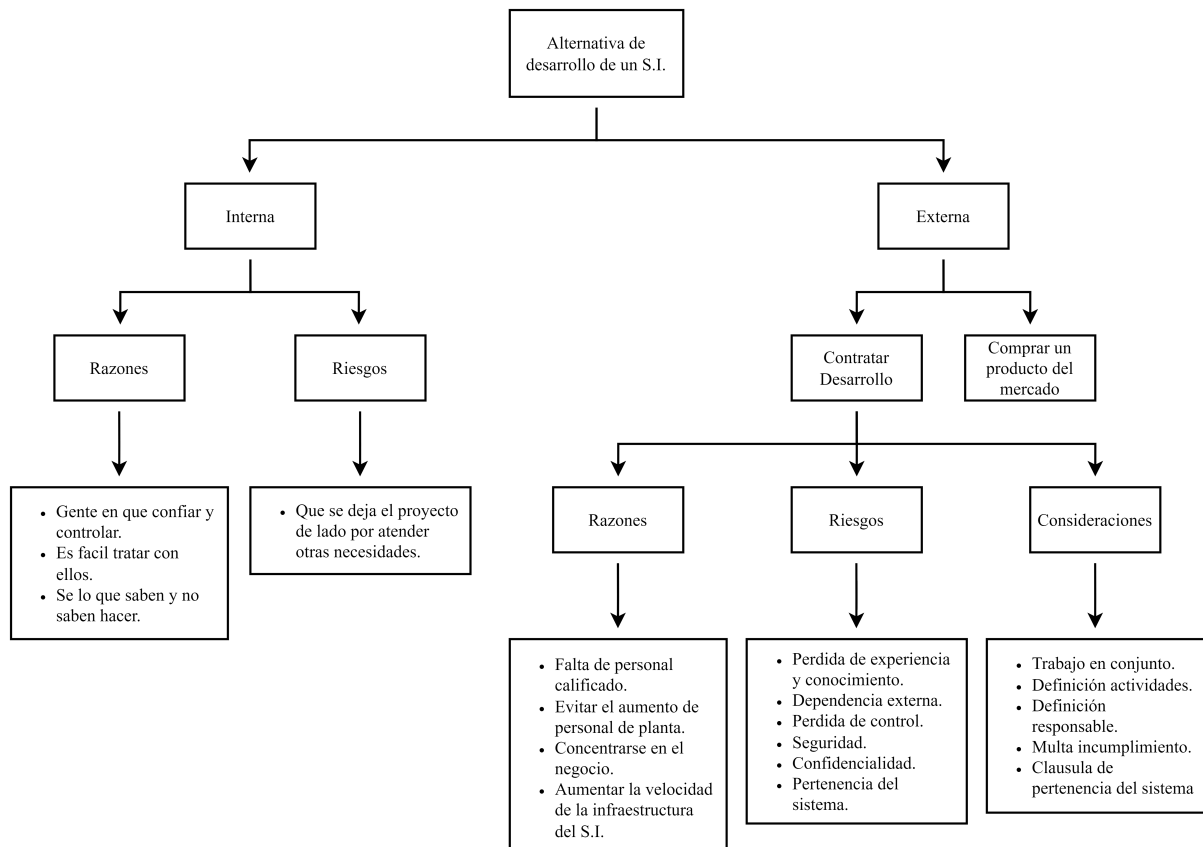 Alternativa de
desarrollo de un S.I.
Interna
Externa
Razones
Riesgos
Contratar
Desarrollo
Comprar un
producto del
mercado
• Gente en que confiar y
controlar.
• Es facil tratar con
ellos.
• Se lo que saben y no
saben hacer.
• Que se deja el proyecto
de lado por atender
otras necesidades.
Razones
Riesgos
Consideraciones
• Falta de personal
calificado.
• Evitar el aumento de
personal de planta.
• Concentrarse en el
negocio.
• Aumentar la velocidad
de la infraestructura
del S.I.
• Perdida de experiencia
y conocimiento.
• Dependencia externa.
• Perdida de control.
• Seguridad.
• Confidencialidad.
• Pertenencia del
sistema.
• Trabajo en conjunto.
• Definición actividades.
• Definición
responsable.
• Multa incumplimiento.
• Clausula de
pertenencia del sistema